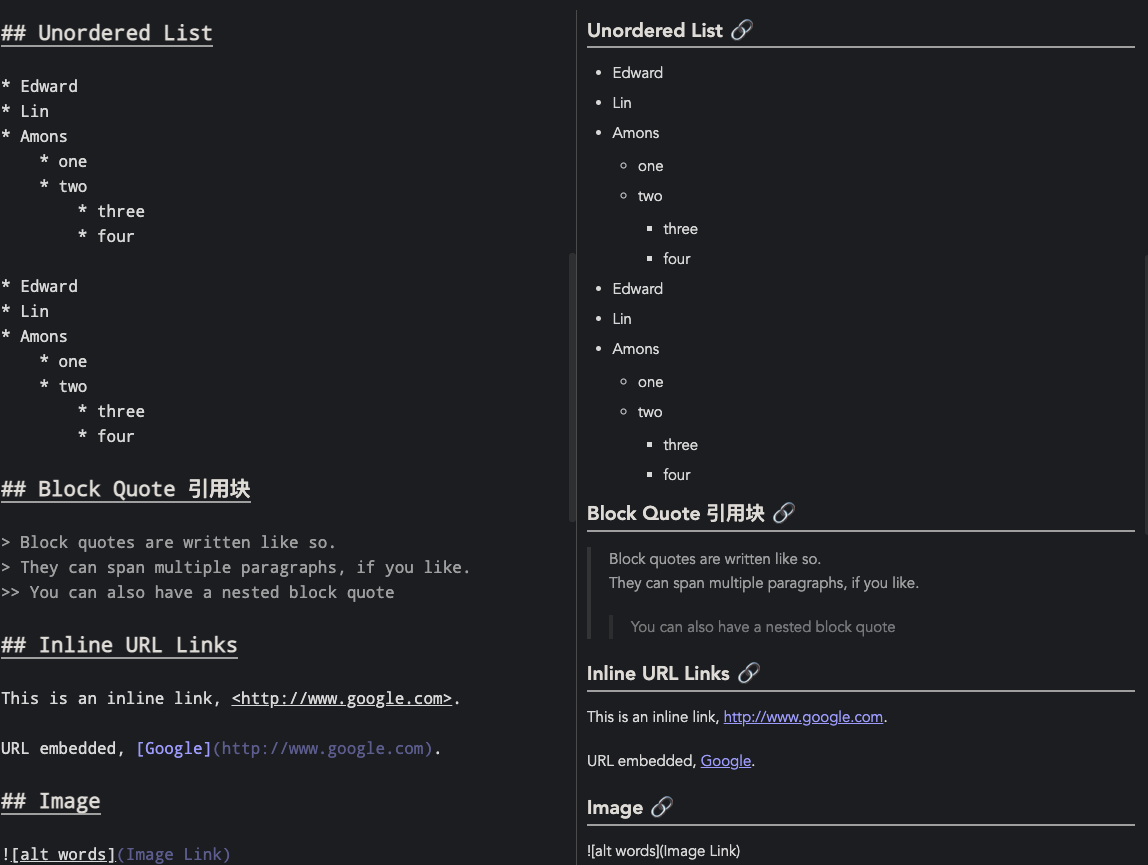 ## Unordered List
* Edward
* Lin
* Amons
* one
* two
* three
* four
* Edward
* Lin
* Amons
* one
* two
* three
* four
## Block Quote 引用块
> Block quotes are written like so.
> They can span multiple paragraphs, if you like.
>> You can also have a nested block quote
## Inline URL Links
This is an inline link, <http://www.google.com>.
URL embedded, [Google](http://www.google.com).
## Image
![alt words](Image Link)
Unordered List
Edward
Lin
Amons
one
two
three
four
Edward
Lin
Amons
one
two
three
four
Block Quote 引用块
Block quotes are written like so.
They can span multiple paragraphs, if you like.
You can also have a nested block quote
Inline URL Links
This is an inline link, http://www.google.com.
URL embedded, Google.
Image
![alt words](Image Link)